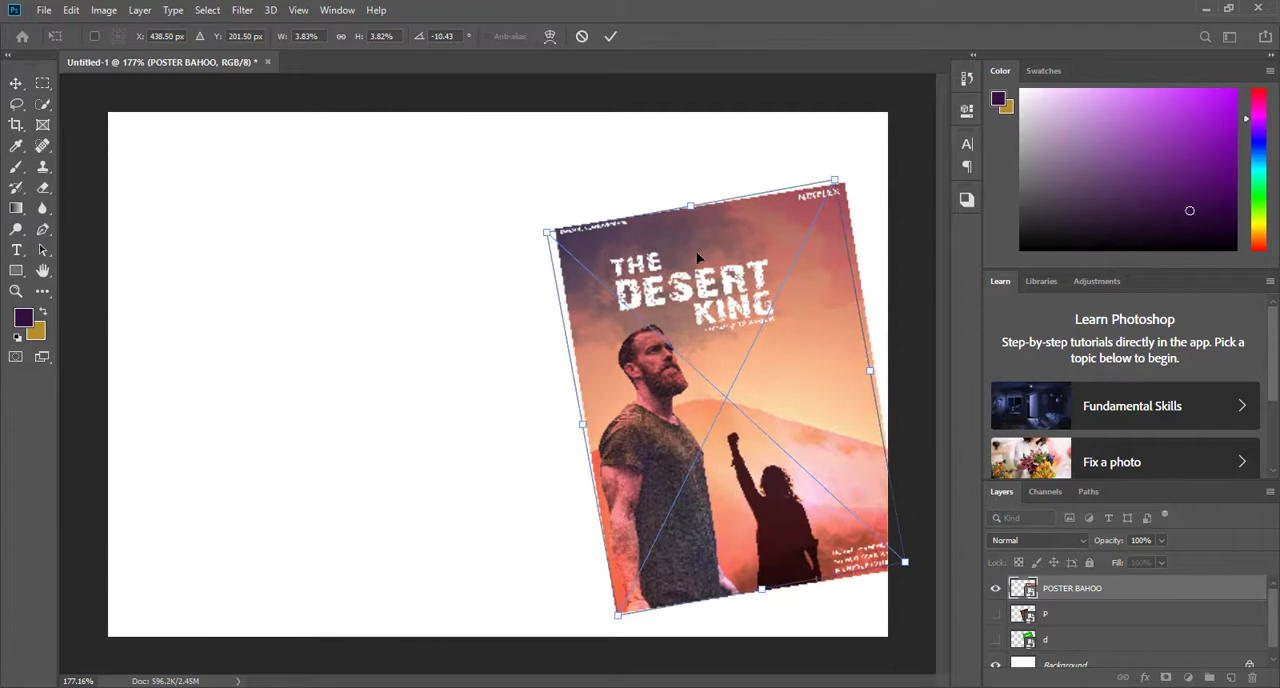 Ps File Edit Image Layer Type Select Filter 3D View Window Help
X: 438.50 px Y: 201.50 px W: 3.83% H: 3.82% -10.43 ° Anti-alias
Untitled-1 @ 177% (POSTER BAHOO, RGB/8) *
Color Swatches
THE
DESERT
KING
Learn Libraries Adjustments
Learn Photoshop
Step-by-step tutorials directly in the app. Pick a
topic below to begin.
Fundamental Skills
Fix a photo
Layers Channels Paths
Kind
Normal Opacity: 100%
Lock: Fill: 100%
POSTER BAHOO
P
d
Background
177.16% Doc: 596.2K/2.45M